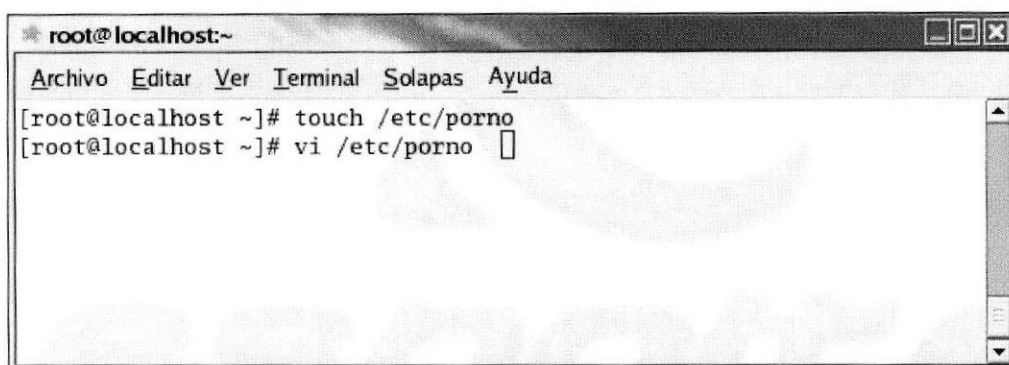 root@localhost:~
Archivo Editar Ver Terminal Solapas Ayuda
[root@localhost ~]# touch /etc/porno
[root@localhost ~]# vi /etc/porno